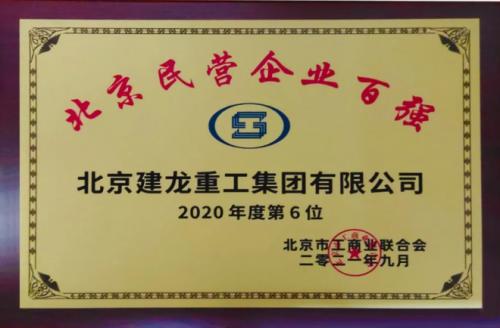 北京民营企业百强
北京建龙重工集团有限公司
2020年度第6位
北京市工商业联合会
二零二一年九月